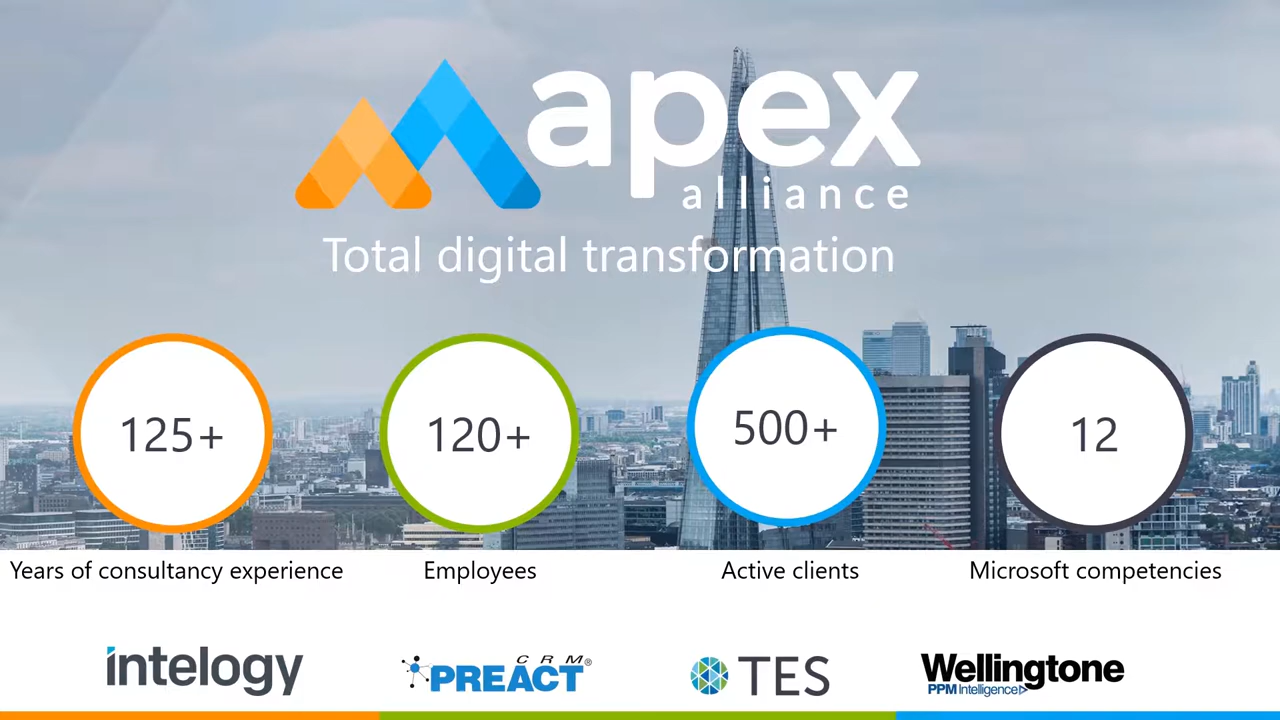 apex
alliance
Total digital transformation
125+
120+
500+
12
Years of consultancy experience
Employees
Active clients
Microsoft competencies
intelogy
CRM®
PREACT
TES
Wellingtone
PPM Intelligence